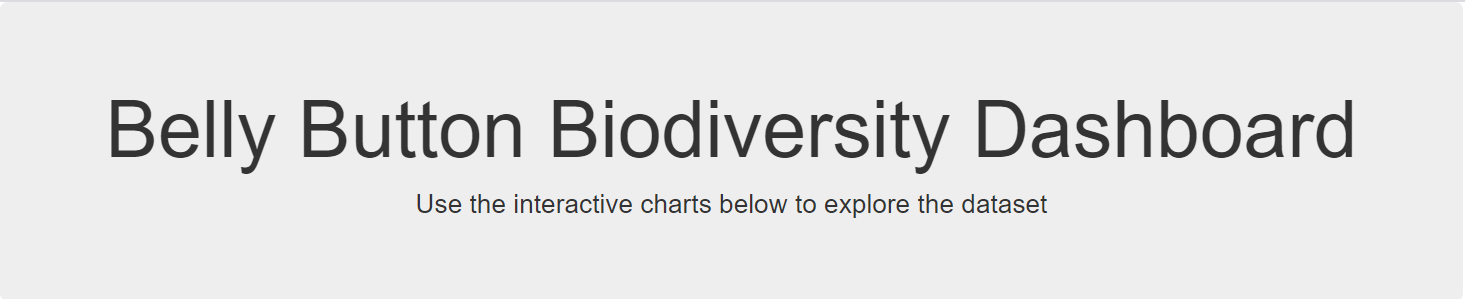 Belly Button Biodiversity Dashboard
Use the interactive charts below to explore the dataset